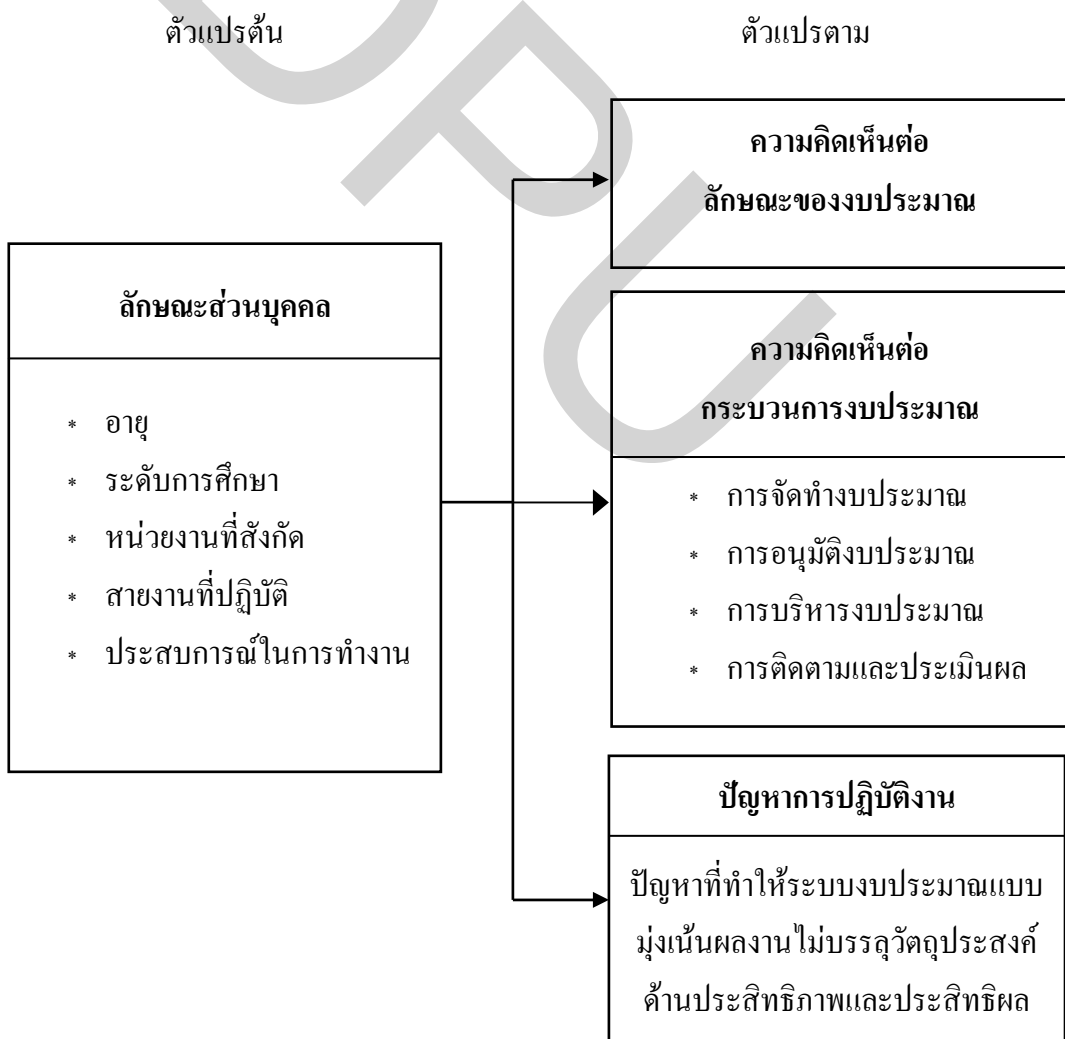 ตัวแปรต้น
ตัวแปรตาม
ลักษณะส่วนบุคคล
* อายุ
* ระดับการศึกษา
* หน่วยงานที่สังกัด
* สายงานที่ปฏิบัติ
* ประสบการณ์ในการทำงาน
ความคิดเห็นต่อ
ลักษณะของงบประมาณ
ความคิดเห็นต่อ
กระบวนการงบประมาณ
* การจัดทำงบประมาณ
* การอนุมัติงบประมาณ
* การบริหารงบประมาณ
* การติดตามและประเมินผล
ปัญหาการปฏิบัติงาน
ปัญหาที่ทำให้ระบบงบประมาณแบบ
มุ่งเน้นผลงานไม่บรรลุวัตถุประสงค์
ด้านประสิทธิภาพและประสิทธิผล
DPU